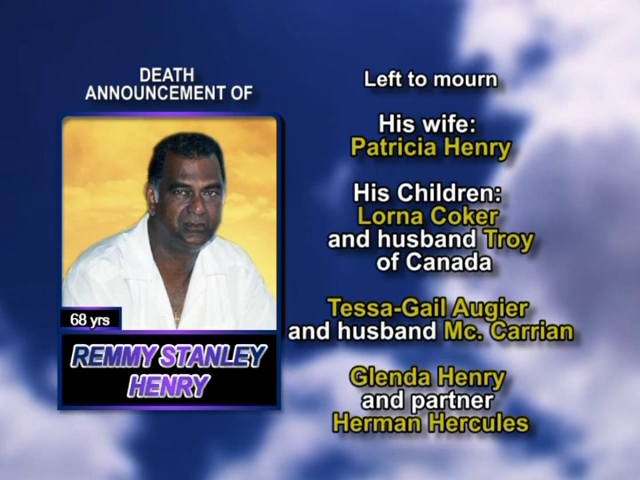 DEATH
ANNOUNCEMENT OF
68 yrs
REMMY STANLEY
HENRY
Left to mourn
His wife:
Patricia Henry
His Children:
Lorna Coker
and husband Troy
of Canada
Tessa-Gail Augier
and husband Mc. Carrian
Glenda Henry
and partner
Herman Hercules